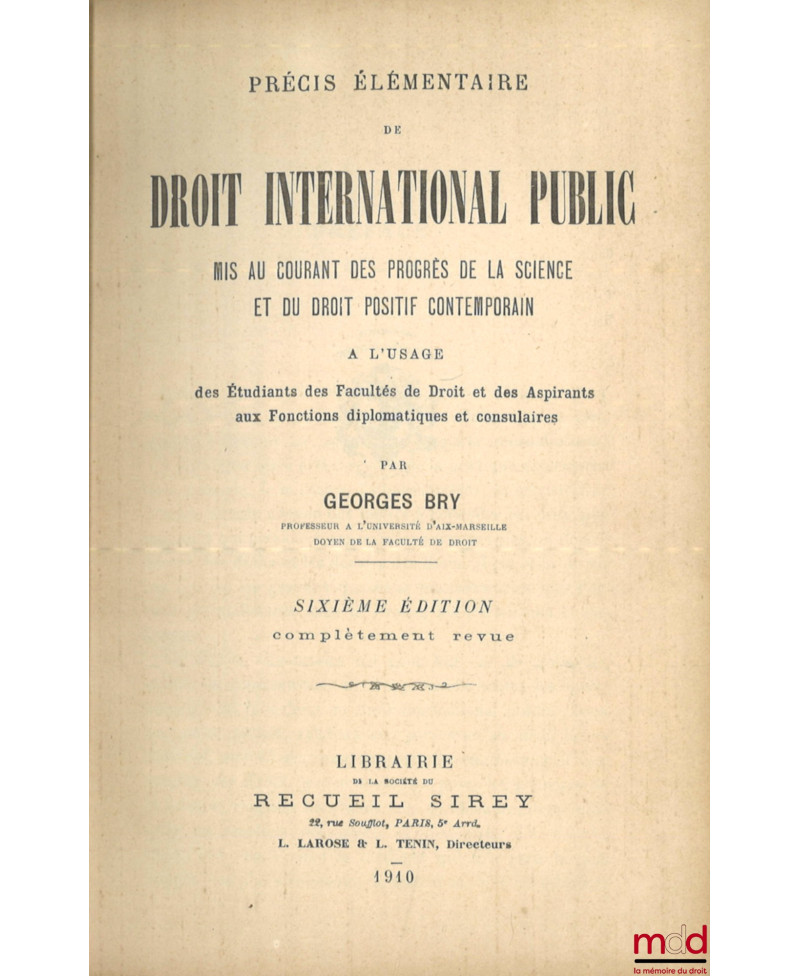 PRÉCIS ÉLÉMENTAIRE
DE
DROIT INTERNATIONAL PUBLIC
MIS AU COURANT DES PROGRÈS DE LA SCIENCE
ET DU DROIT POSITIF CONTEMPORAIN
A L'USAGE
des Étudiants des Facultés de Droit et des Aspirants
aux Fonctions diplomatiques et consulaires
PAR
GEORGES BRY
PROFESSEUR A L'UNIVERSITÉ D'AIX-MARSEILLE
DOYEN DE LA FACULTÉ DE DROIT
SIXIÈME ÉDITION
complètement revue
LIBRAIRIE
DE LA SOCIÉTÉ DU
RECUEIL SIREY
22, rue Soufflot, PARIS, 5e Arrd.
L. LAROSE & L. TENIN, Directeurs
1910
mdd
la mémoire du droit